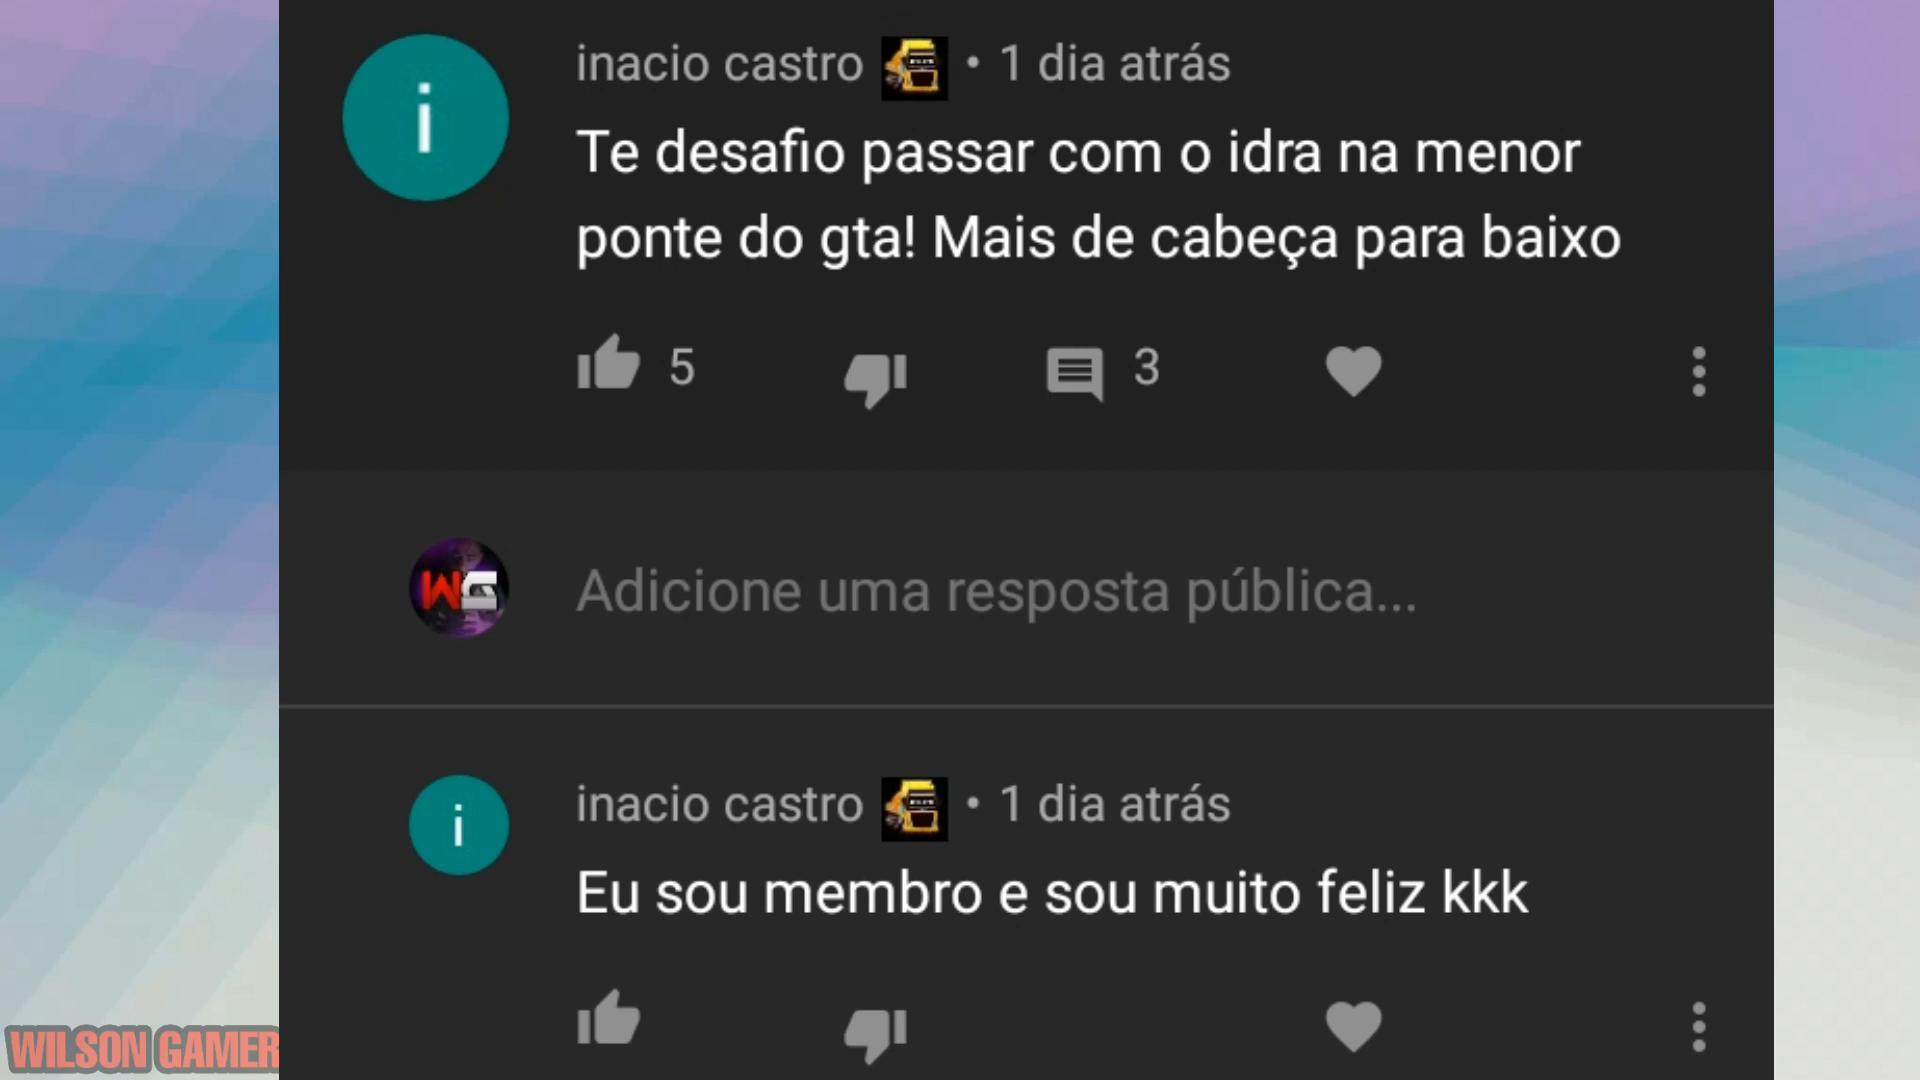 inacio castro • 1 dia atrás
i
Te desafio passar com o idra na menor
ponte do gta! Mais de cabeça para baixo
5 3
WG
Adicione uma resposta pública...
inacio castro • 1 dia atrás
i
Eu sou membro e sou muito feliz kkk
WILSON GAMER